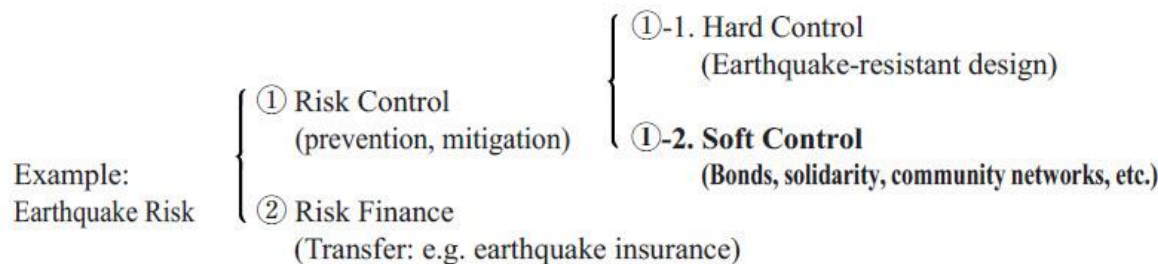 Example:
Earthquake Risk
① Risk Control
(prevention, mitigation)
①-1. Hard Control
(Earthquake-resistant design)
①-2. Soft Control
(Bonds, solidarity, community networks, etc.)
② Risk Finance
(Transfer: e.g. earthquake insurance)